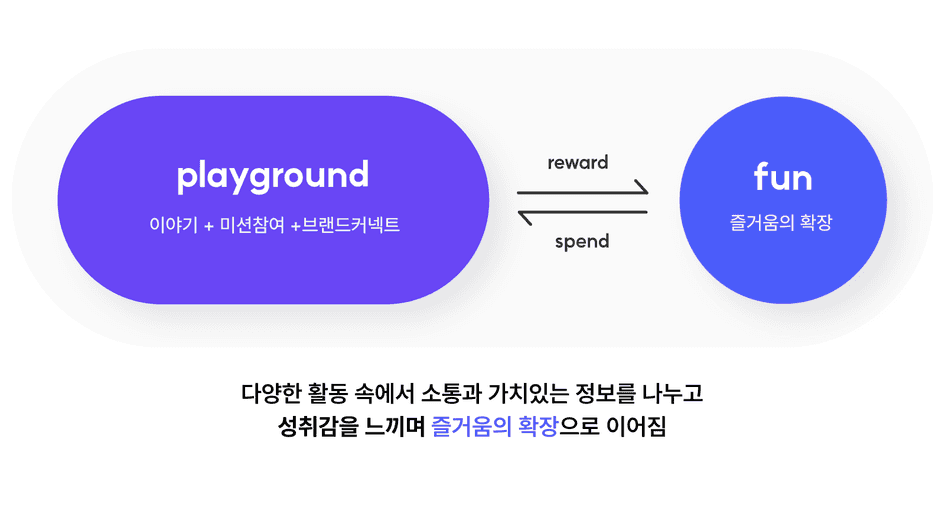 playground
이야기 + 미션참여 +브랜드커넥트
reward
spend
fun
즐거움의 확장
다양한 활동 속에서 소통과 가치있는 정보를 나누고
성취감을 느끼며 즐거움의 확장으로 이어짐